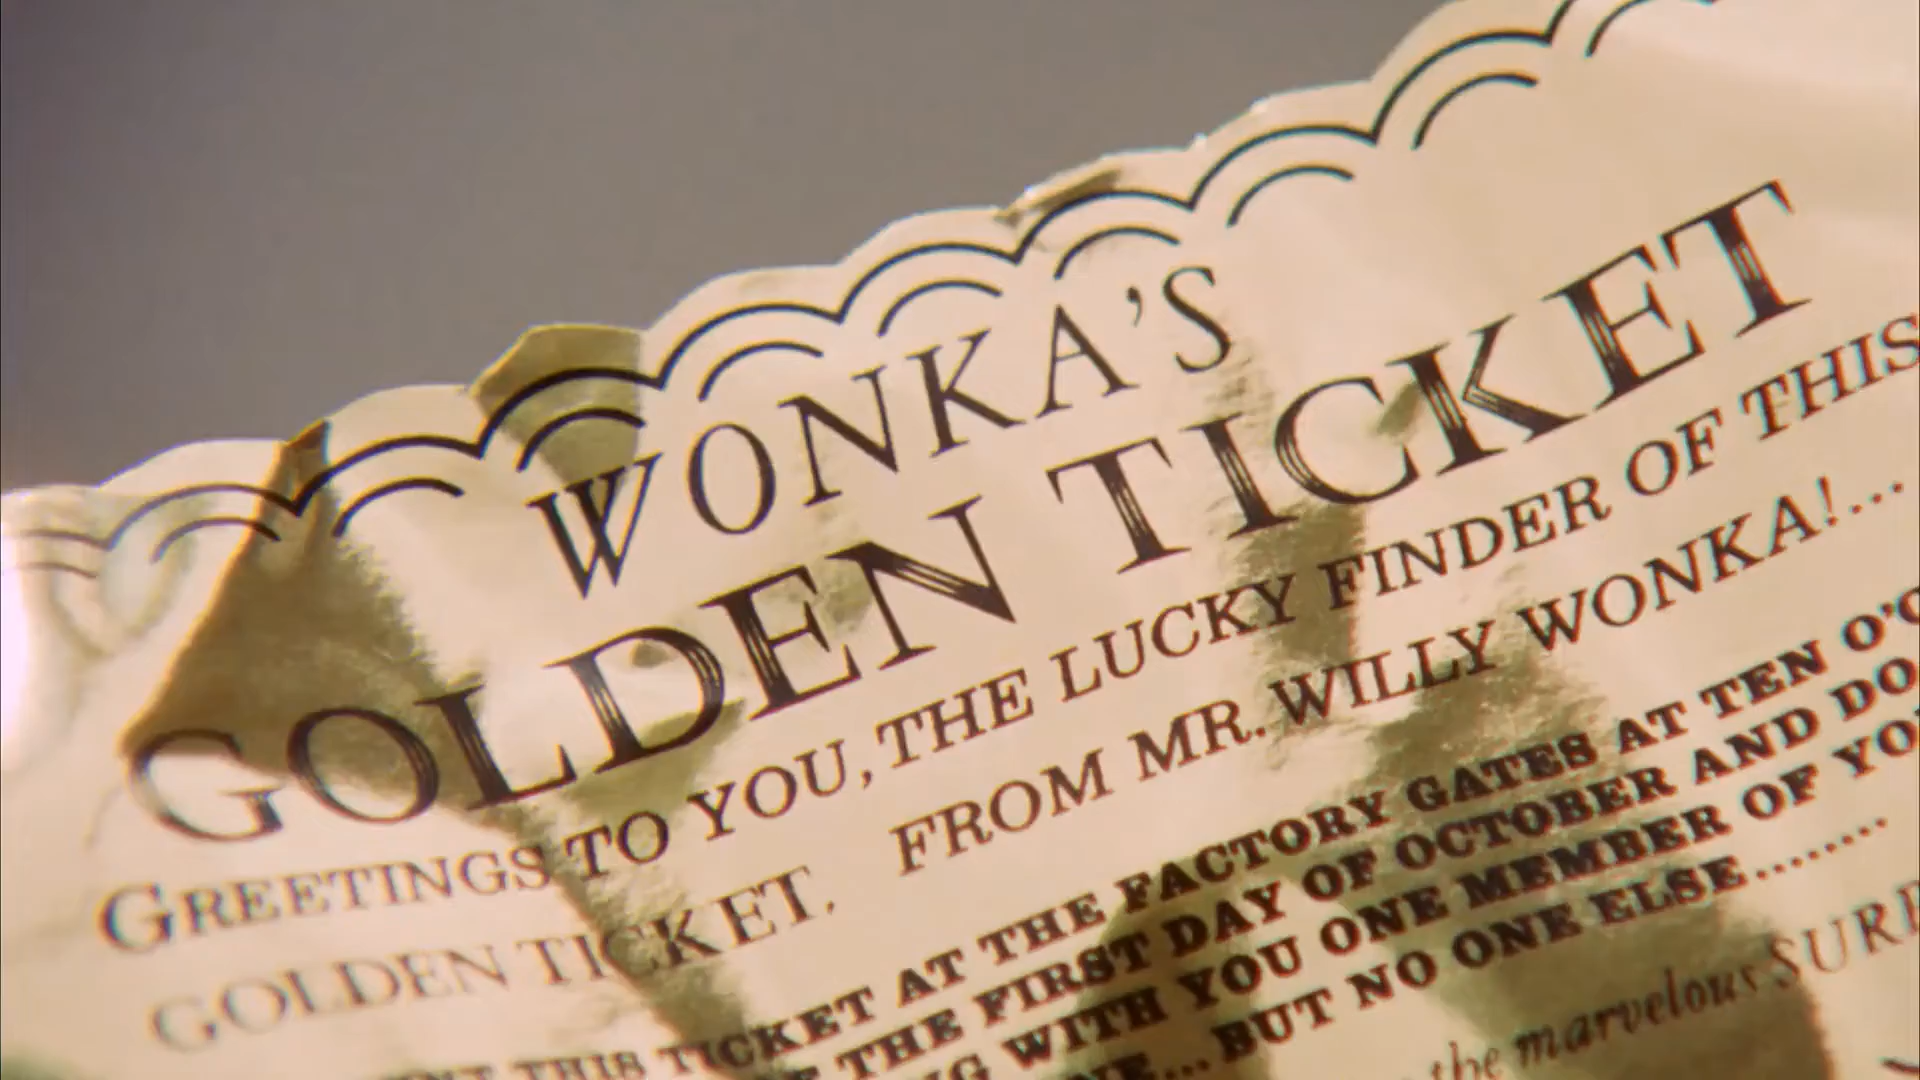 WONKA'S
GOLDEN TICKET
GREETINGS TO YOU, THE LUCKY FINDER OF THIS
GOLDEN TICKET. FROM MR. WILLY WONKA!...
THIS TICKET AT THE FACTORY GATES AT TEN
THE FIRST DAY OF OCTOBER AND
WITH YOU ONE MEMBER OF
...BUT NO ONE ELSE........
the marvelous